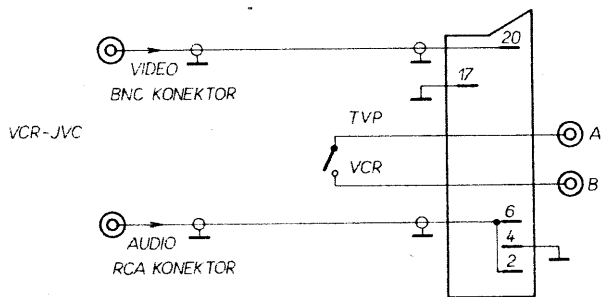 20
VIDEO
BNC KONEKTOR
17
VCR-JVC
TVP
A
VCR
B
6
4
2
AUDIO
RCA KONEKTOR